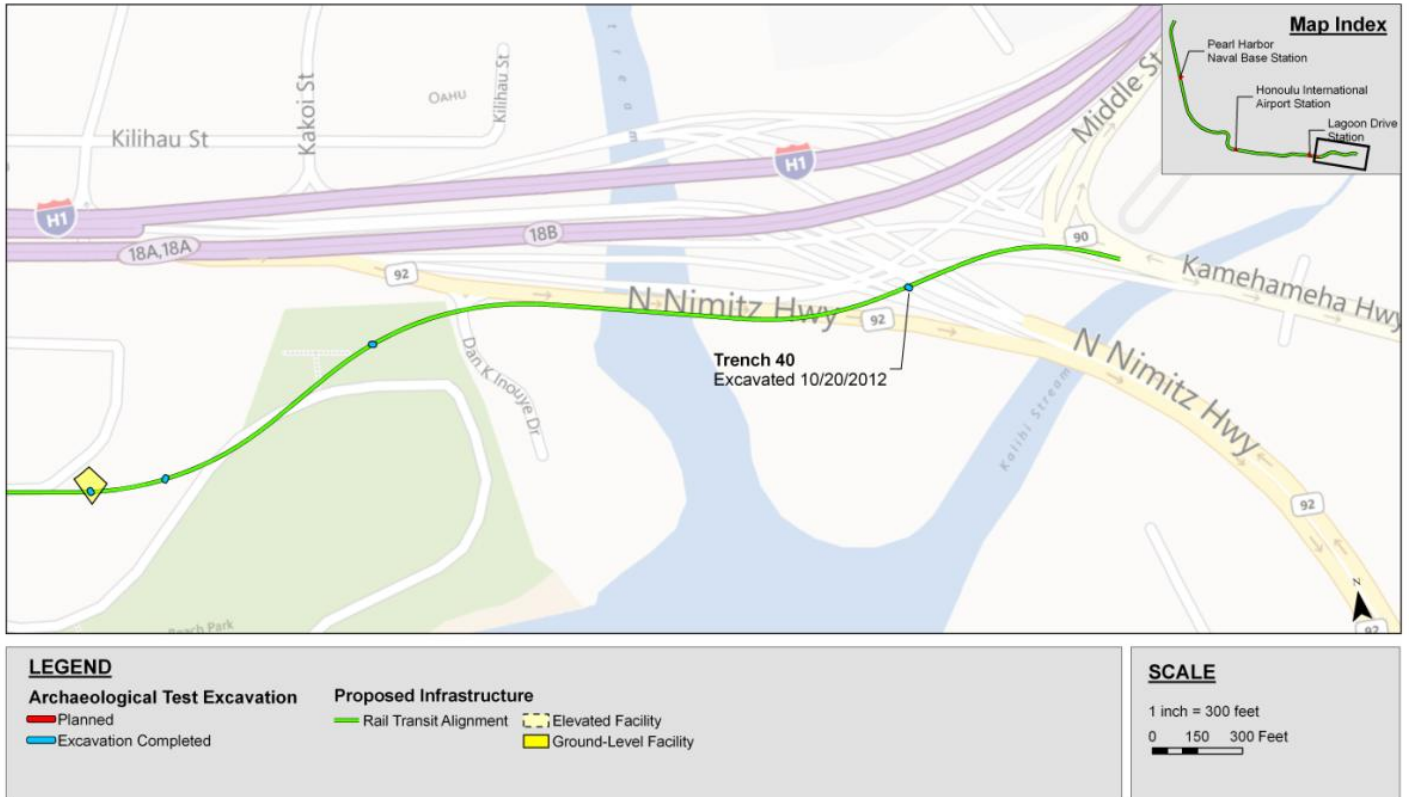 Map Index
Pearl Harbor
Naval Base Station
Honoulu International
Airport Station
Lagoon Drive
Station
Kilihau St
Kakoi St
OAHU
Kilihau St
tream
Middle St
H1
H1
18A,18A
18B
92
N Nimitz Hwy
92
90
Kamehameha Hwy
Trench 40
Excavated 10/20/2012
Dan K Inouye Dr
Kalihi Stream
N Nimitz Hwy
92
92
Beach Park
N
LEGEND
Archaeological Test Excavation
Planned
Excavation Completed
Proposed Infrastructure
Rail Transit Alignment
Elevated Facility
Ground-Level Facility
SCALE
1 inch = 300 feet
0 150 300 Feet